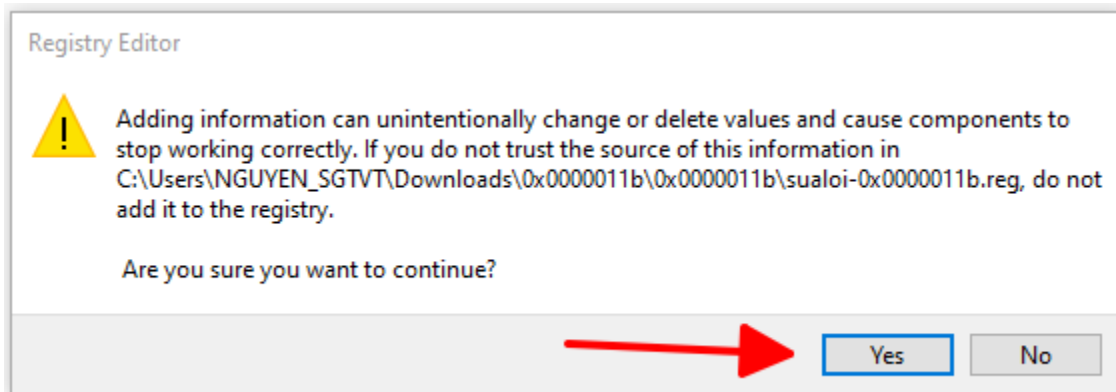 Registry Editor
Adding information can unintentionally change or delete values and cause components to
stop working correctly. If you do not trust the source of this information in
C:\Users\NGUYEN_SGTVT\Downloads\0x0000011b\0x0000011b\sualoi-0x0000011b.reg, do not
add it to the registry.
Are you sure you want to continue?
Yes
No